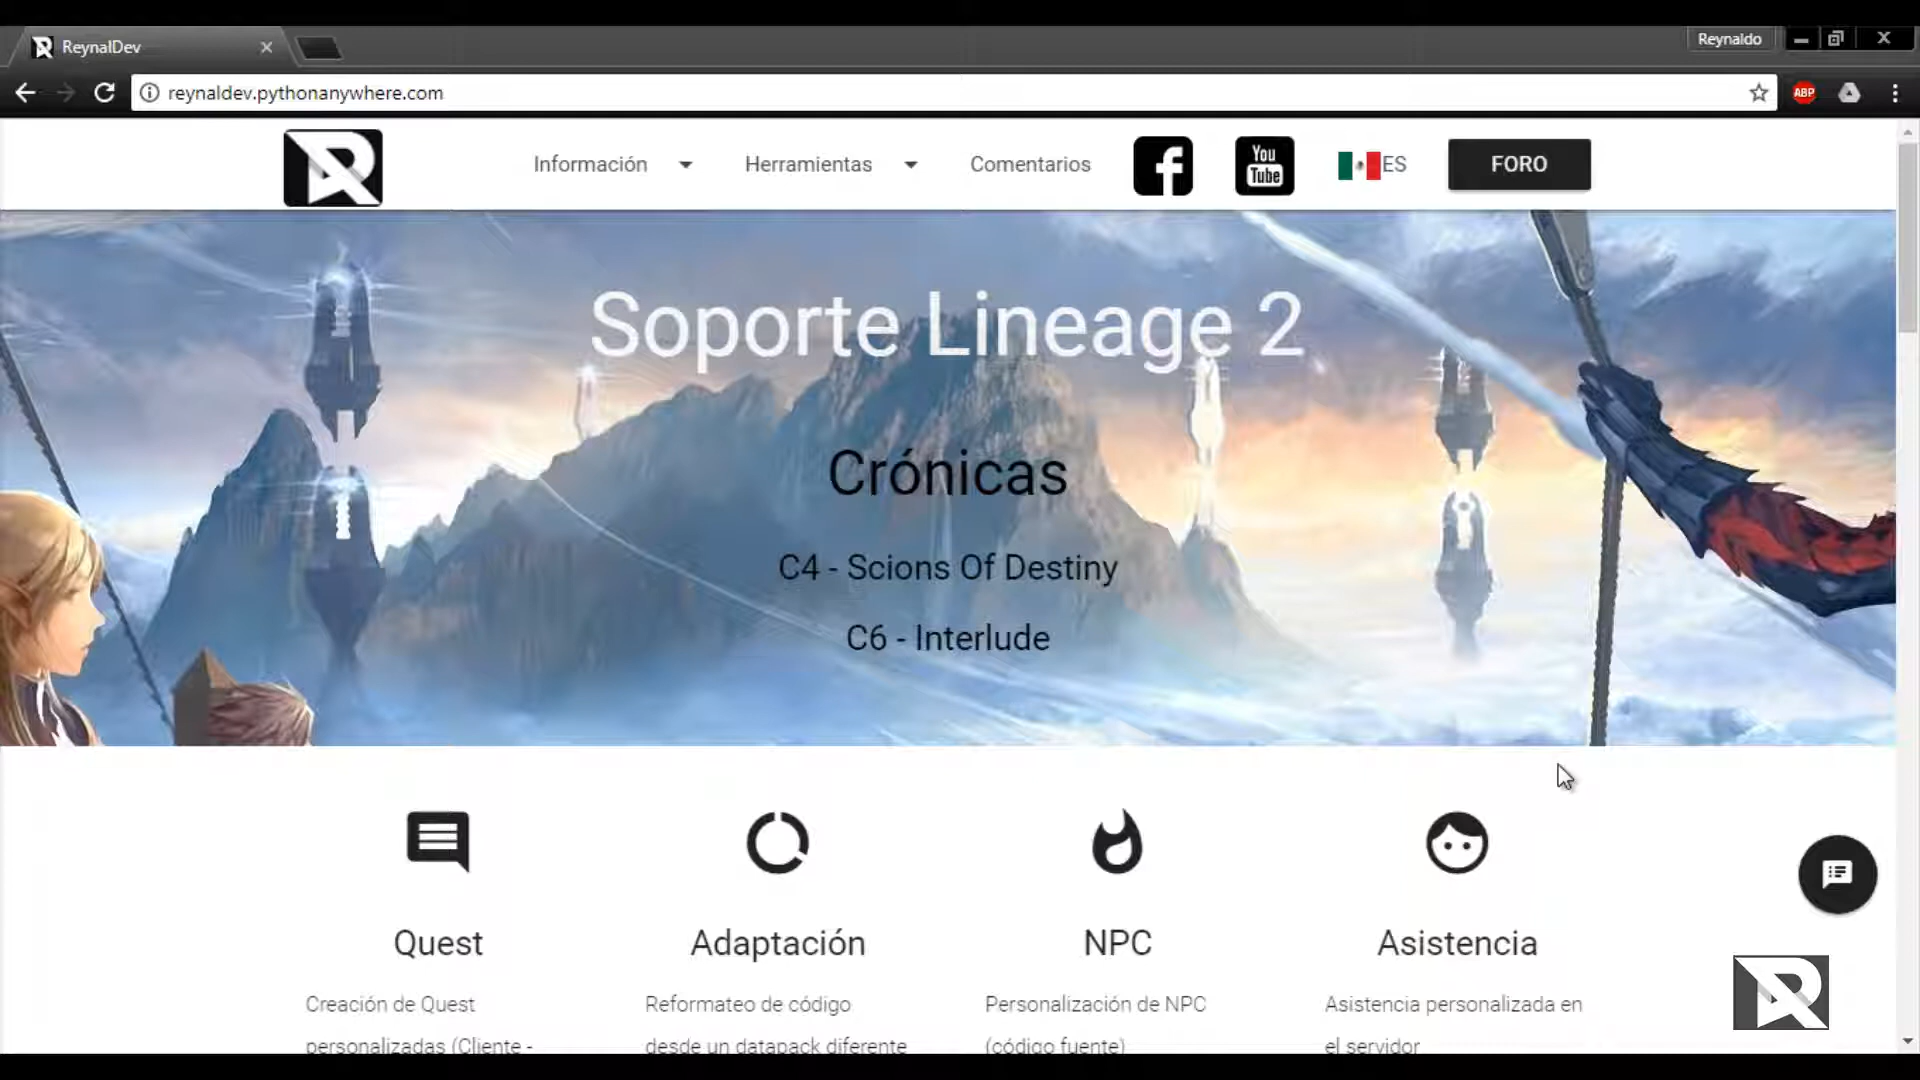 ReynalDev
Reynaldo
reynaldev.pythonanywhere.com
ABP
Información
Herramientas
Comentarios
You
Tube
ES
FORO
Soporte Lineage 2
Crónicas
C4 - Scions Of Destiny
C6 - Interlude
Quest
Adaptación
NPC
Asistencia
Creación de Quest
personalizadas (Cliente -
Reformateo de código
desde un datapack diferente
Personalización de NPC
(código fuente)
Asistencia personalizada en
el servidor